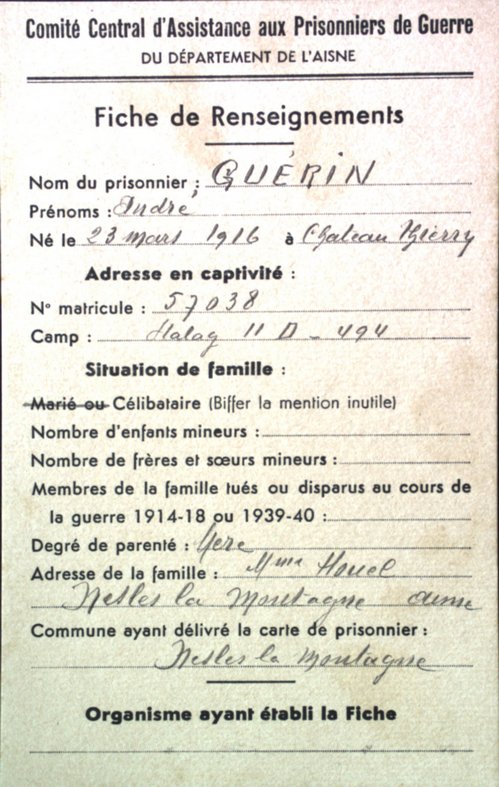 Comité Central d'Assistance aux Prisonniers de Guerre
DU DÉPARTEMENT DE L'AISNE
Fiche de Renseignements
Nom du prisonnier : GUÉRIN
Prénoms : André
Né le 23 mars 1916 à Chateau Thierry
Adresse en captivité :
N° matricule : 57038
Camp : Stalag II D - 494
Situation de famille :
Marié ou Célibataire (Biffer la mention inutile)
Nombre d'enfants mineurs :
Nombre de frères et sœurs mineurs :
Membres de la famille tués ou disparus au cours de
la guerre 1914-18 ou 1939-40 :
Degré de parenté :
Adresse de la famille : Mme Houel
Nesles la Montagne aisne
Commune ayant délivré la carte de prisonnier :
Nesles la Montagne
Organisme ayant établi la Fiche